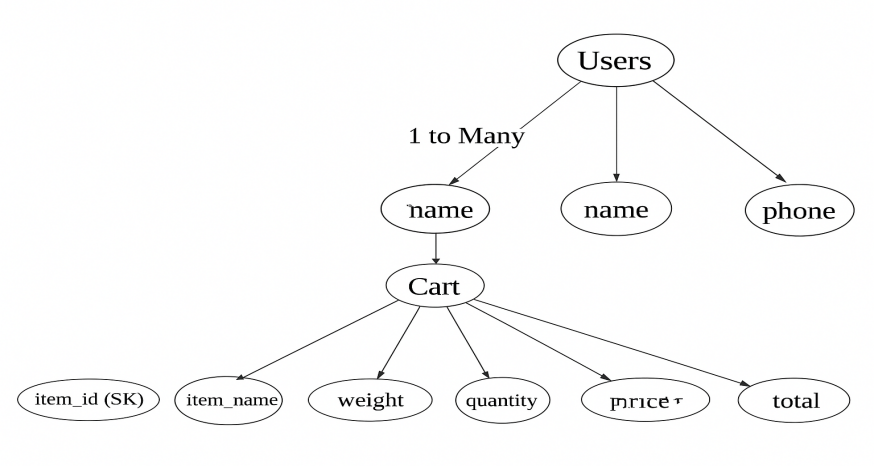 Users
1 to Many
name
name
phone
Cart
item_id (SK)
item_name
weight
quantity
total